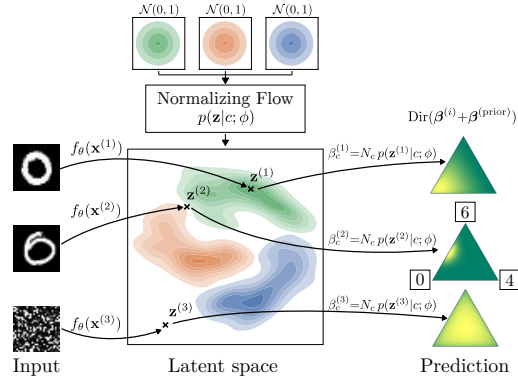 𝒩(0,1) 𝒩(0,1) 𝒩(0,1)
Normalizing Flow
p(z|c; ϕ)
Dir(β^(i)+β^(prior))
f_θ(x^(1))
z^(1)
β_c^(1)=N_c p(z^(1)|c; ϕ)
f_θ(x^(2))
z^(2)
β_c^(2)=N_c p(z^(2)|c; ϕ)
6
0 4
f_θ(x^(3))
z^(3)
β_c^(3)=N_c p(z^(3)|c; ϕ)
Input Latent space Prediction